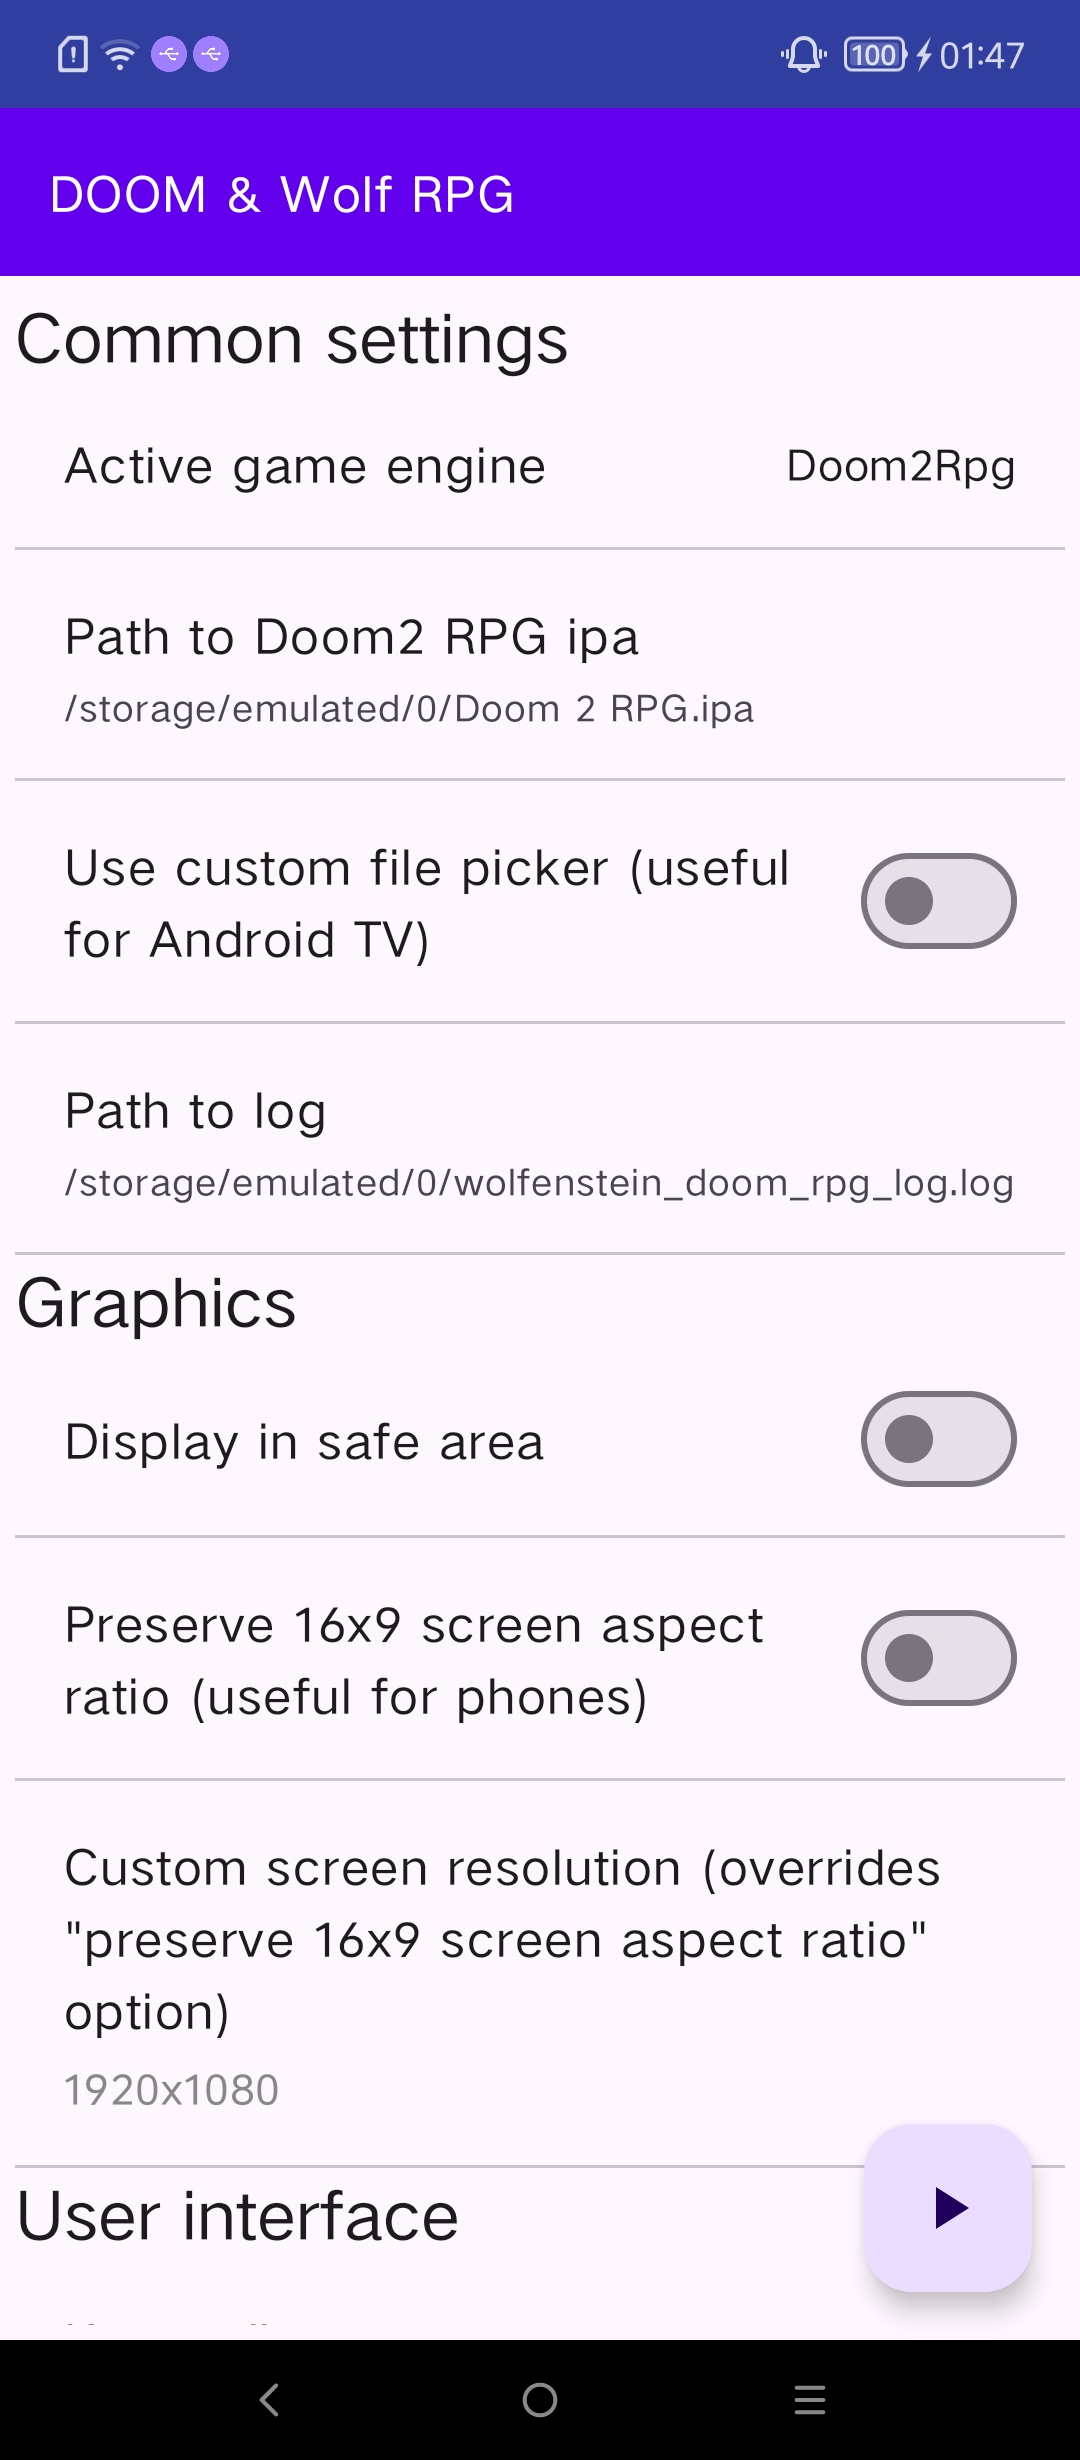 100 01:47
DOOM & Wolf RPG
Common settings
Active game engine Doom2Rpg
Path to Doom2 RPG ipa
/storage/emulated/0/Doom 2 RPG.ipa
Use custom file picker (useful
for Android TV)
Path to log
/storage/emulated/0/wolfenstein_doom_rpg_log.log
Graphics
Display in safe area
Preserve 16x9 screen aspect
ratio (useful for phones)
Custom screen resolution (overrides
"preserve 16x9 screen aspect ratio"
option)
1920x1080
User interface